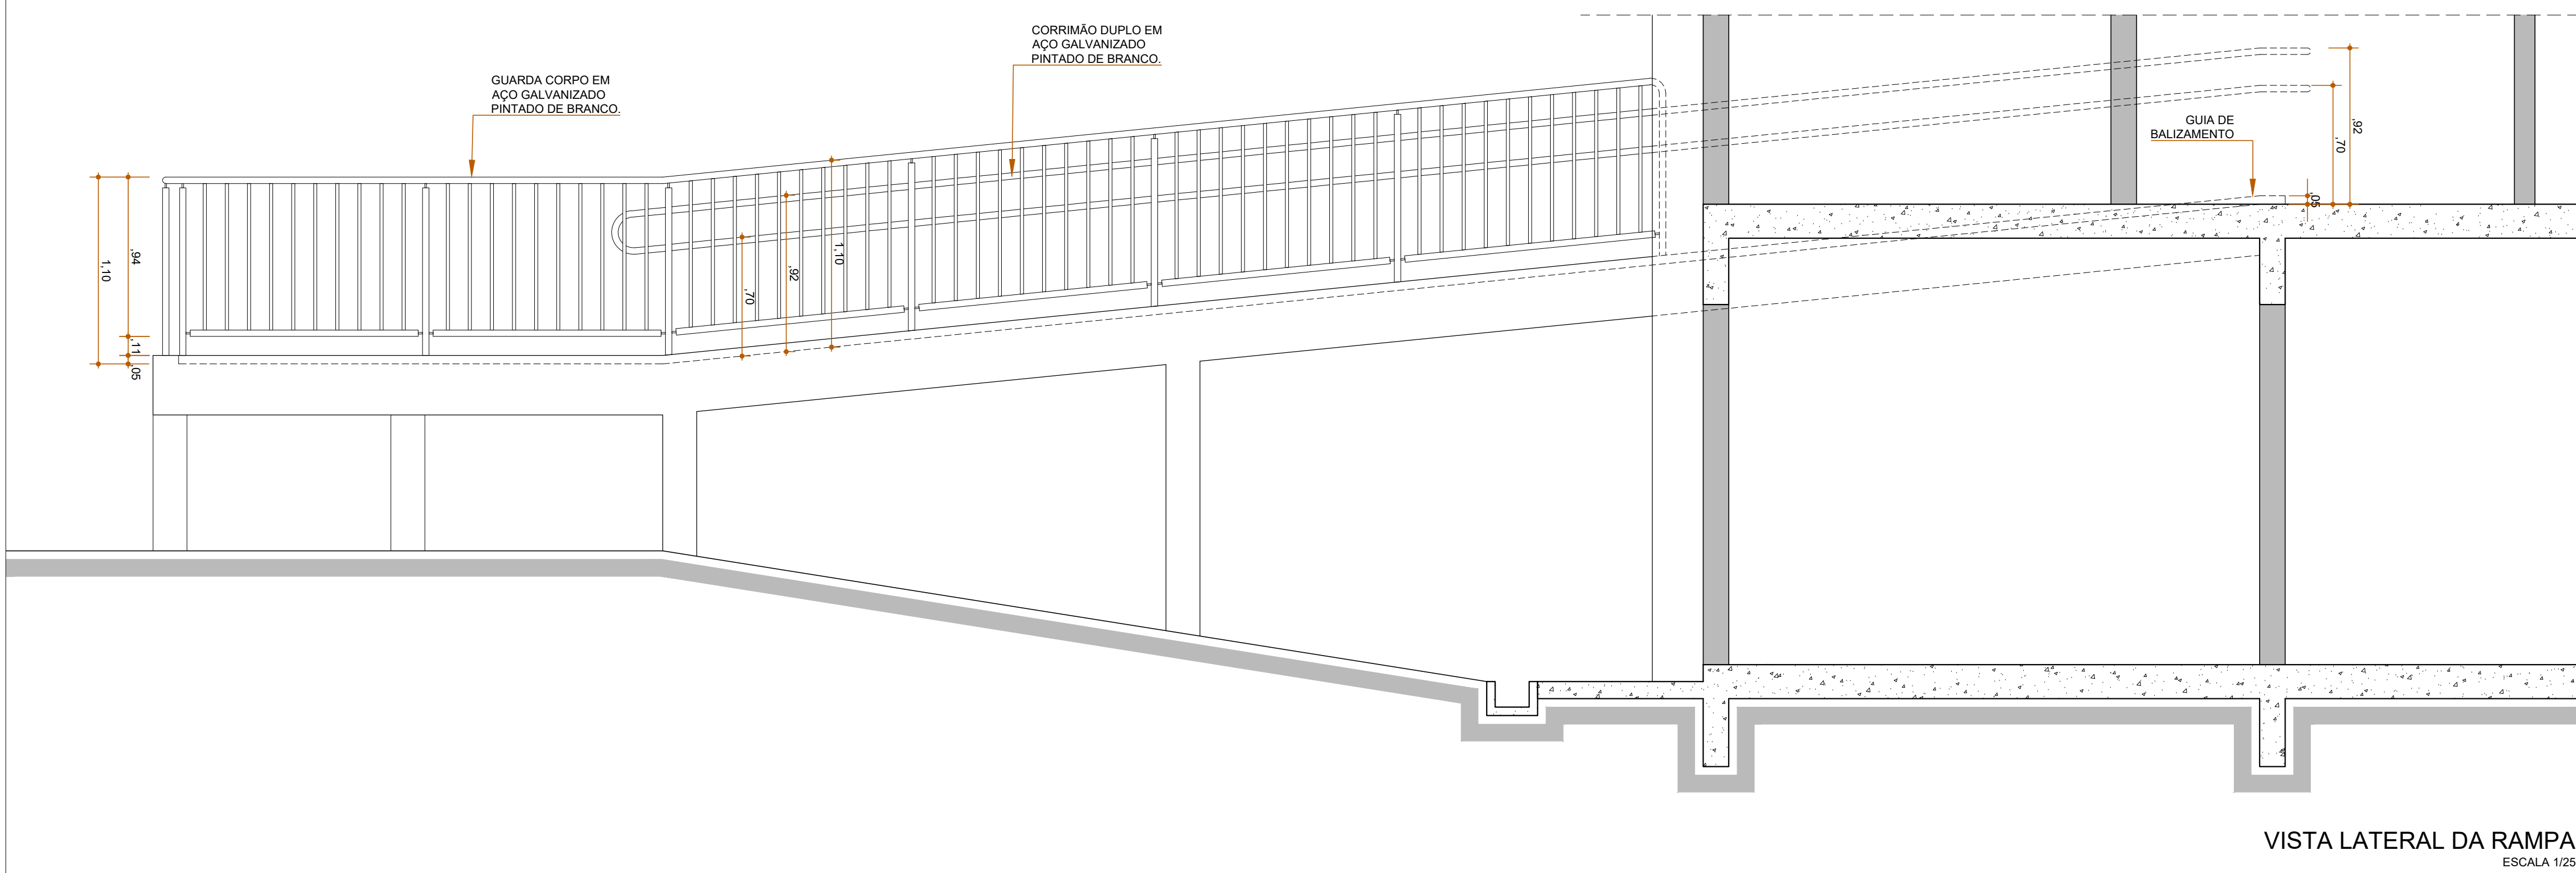 CORRIMÃO DUPLO EM
AÇO GALVANIZADO
PINTADO DE BRANCO.
GUARDA CORPO EM
AÇO GALVANIZADO
PINTADO DE BRANCO.
GUIA DE
BALIZAMENTO
,92
,70
,05
1,10
,94
,11
,05
1,10
,92
,70
VISTA LATERAL DA RAMPA
ESCALA 1/25